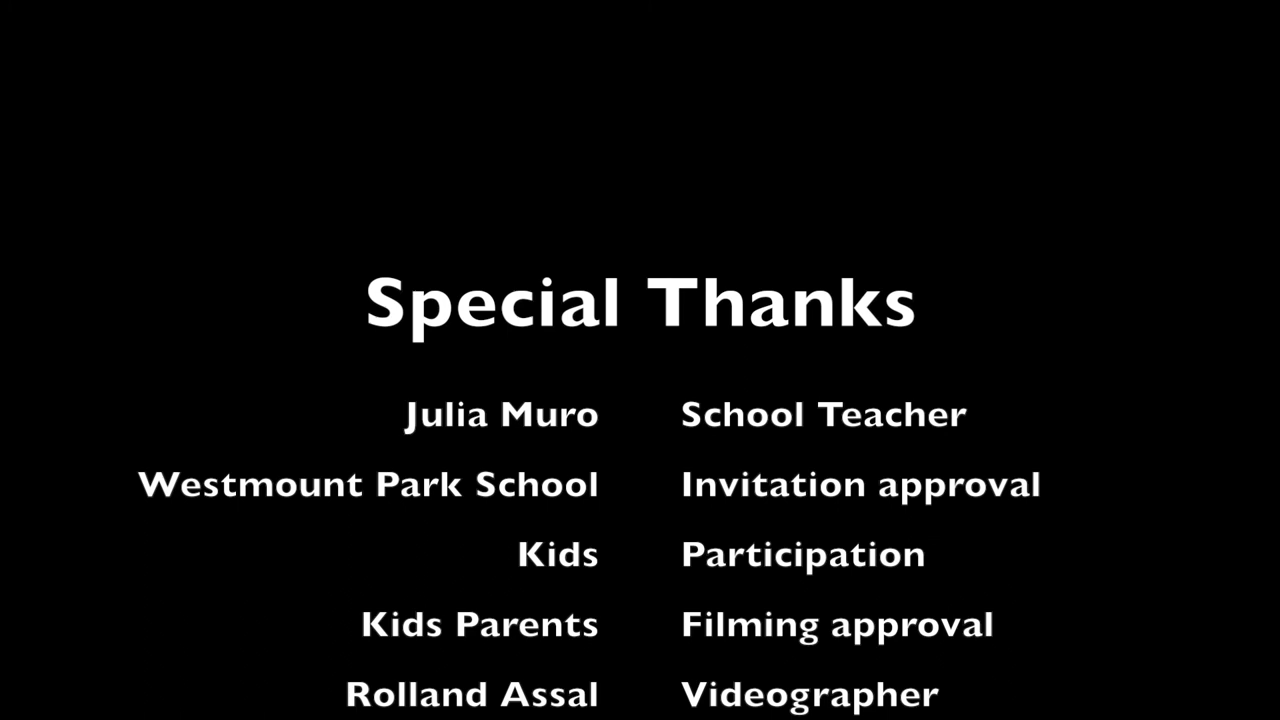 Special Thanks
Julia Muro School Teacher
Westmount Park School Invitation approval
Kids Participation
Kids Parents Filming approval
Rolland Assal Videographer